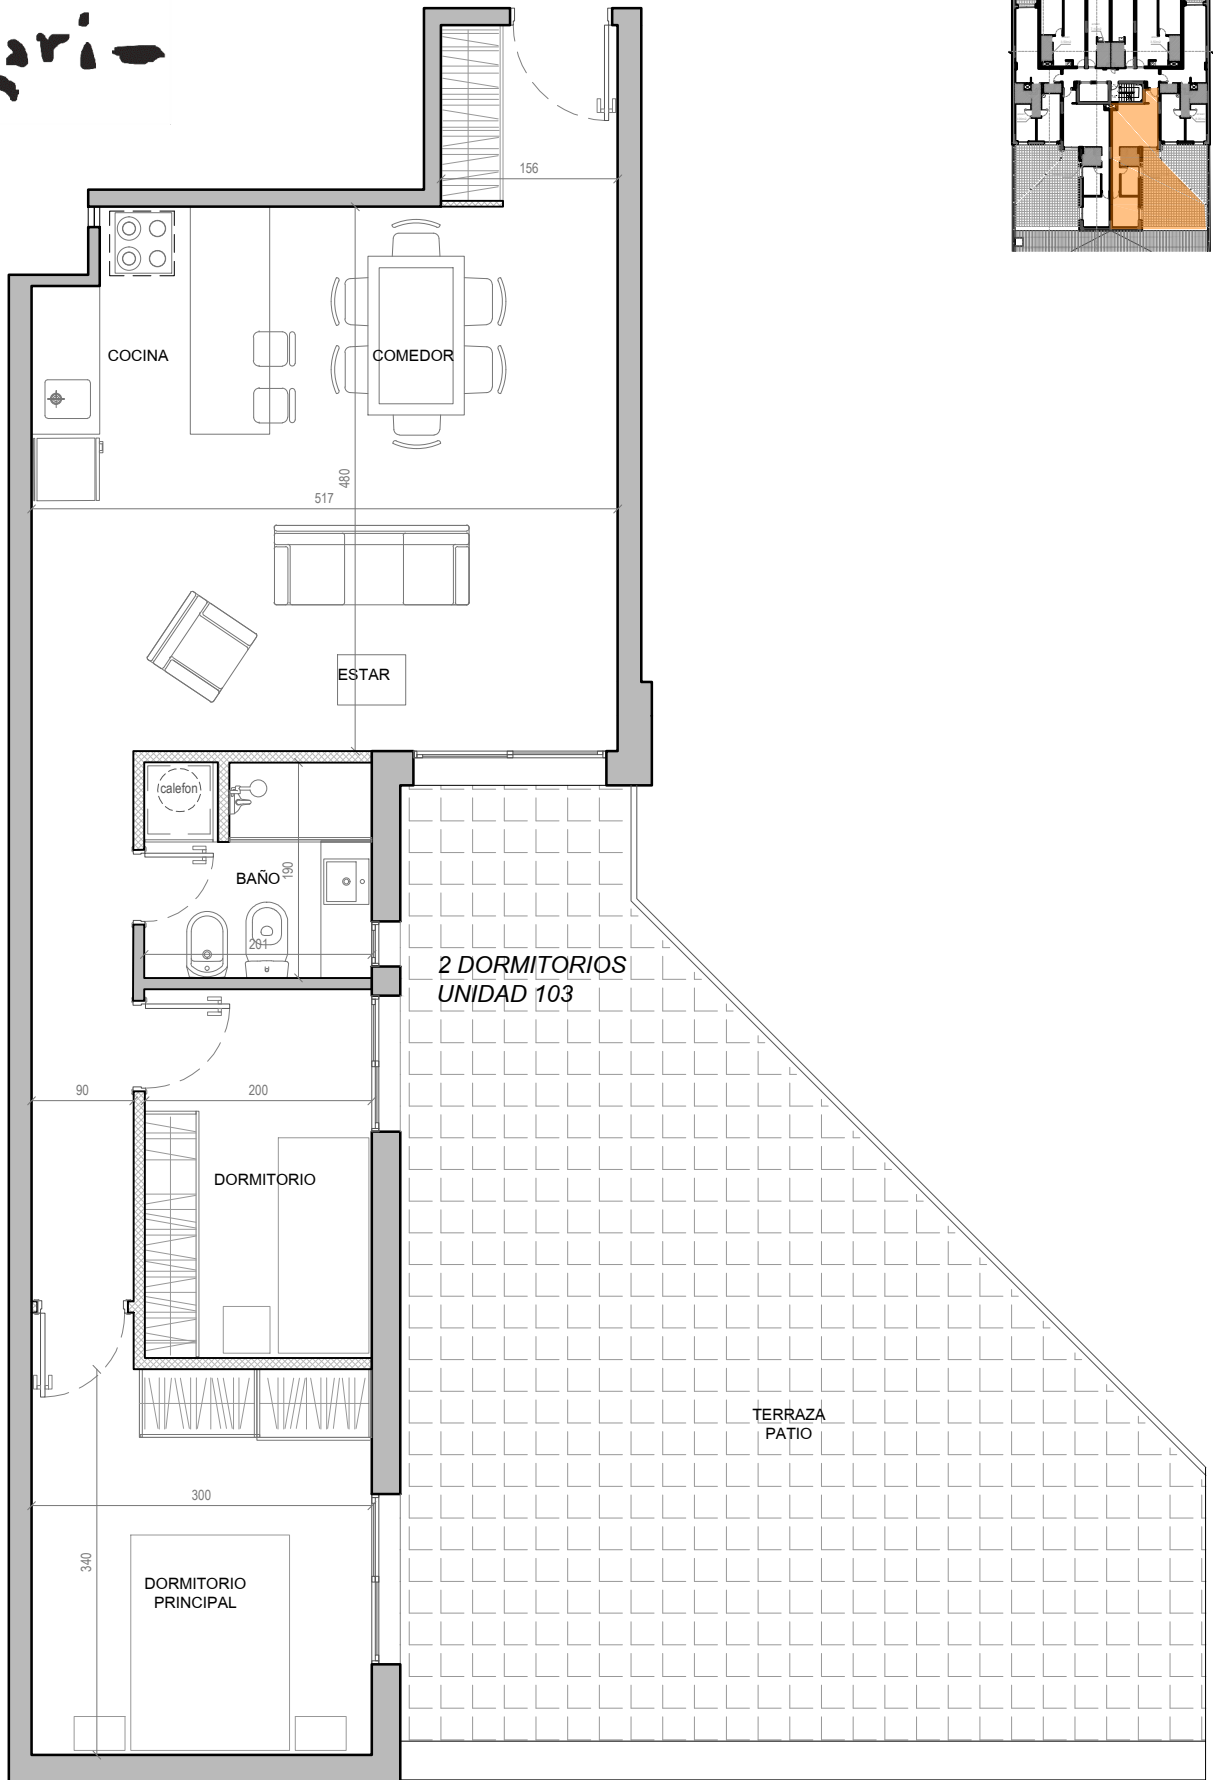 ari
156
COCINA
COMEDOR
480
517
ESTAR
calefon
BAÑO
190
201
2 DORMITORIOS
UNIDAD 103
90
200
DORMITORIO
TERRAZA
PATIO
300
340
DORMITORIO
PRINCIPAL